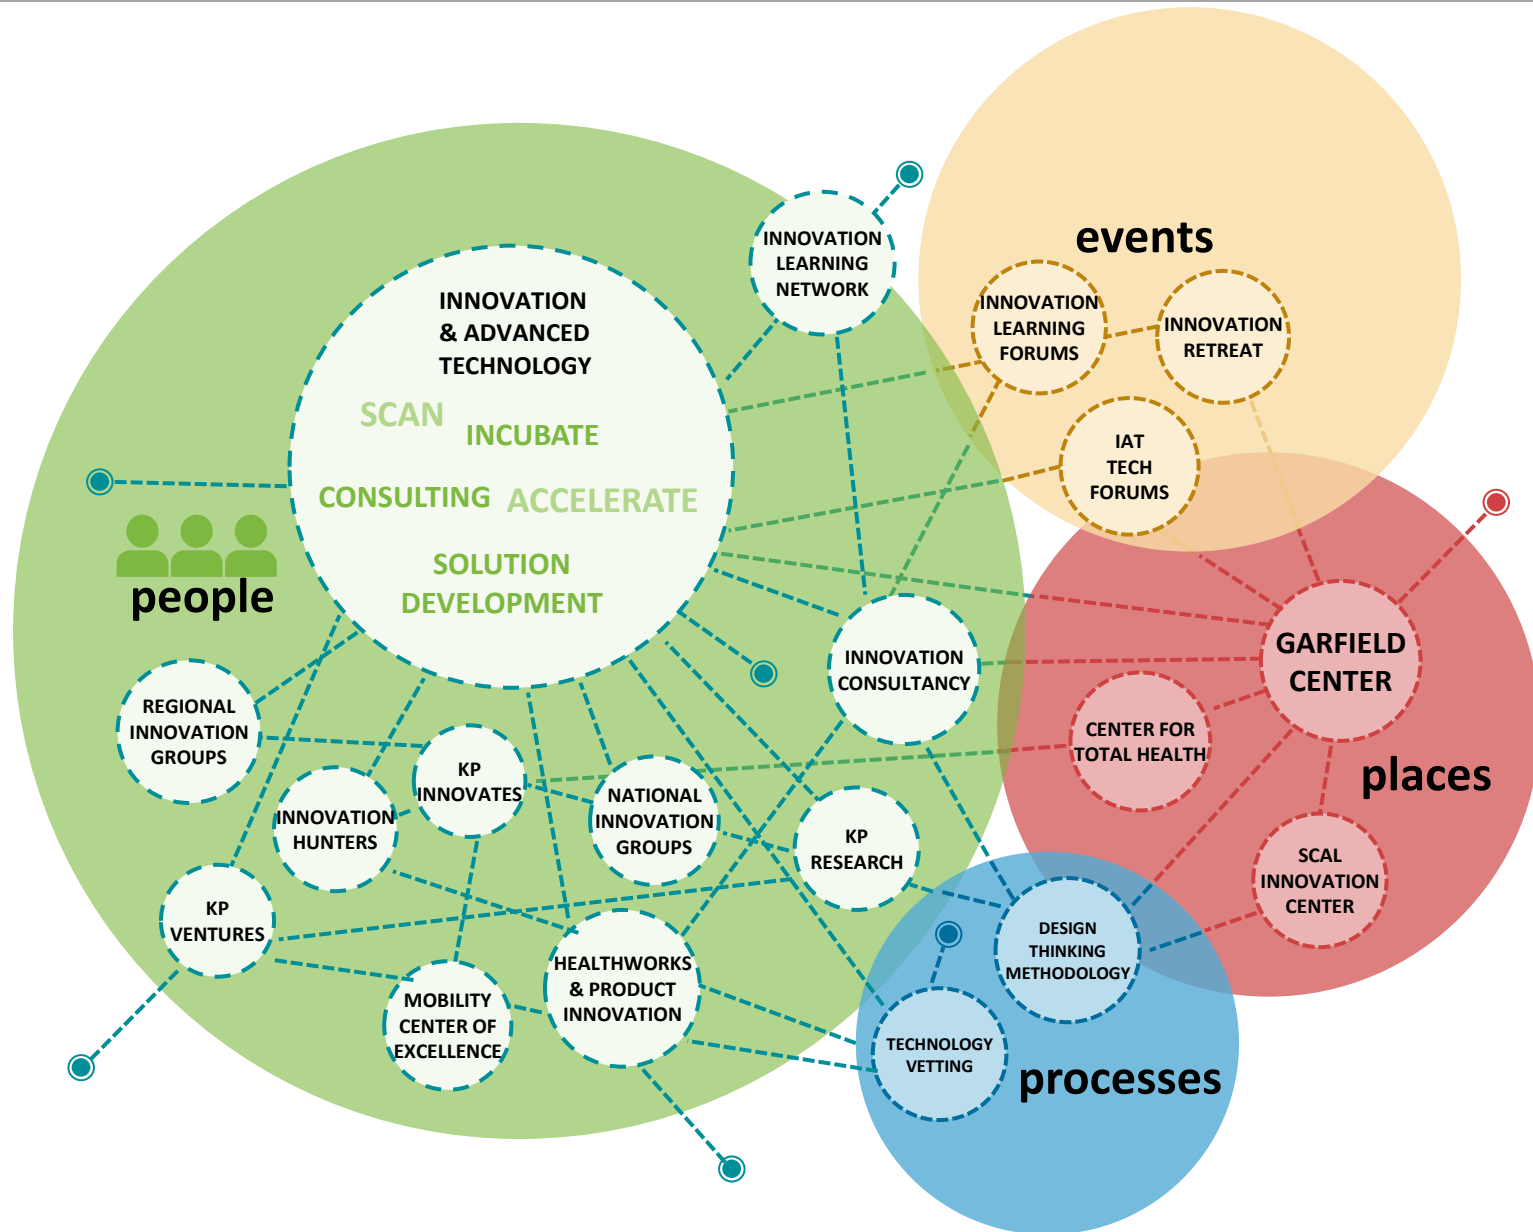 events
INNOVATION
LEARNING
NETWORK
INNOVATION
& ADVANCED
TECHNOLOGY
SCAN
INCUBATE
CONSULTING
ACCELERATE
SOLUTION
DEVELOPMENT
INNOVATION
LEARNING
FORUMS
INNOVATION
RETREAT
IAT
TECH
FORUMS
people
REGIONAL
INNOVATION
GROUPS
KP
INNOVATES
INNOVATION
HUNTERS
NATIONAL
INNOVATION
GROUPS
INNOVATION
CONSULTANCY
KP
RESEARCH
KP
VENTURES
MOBILITY
CENTER OF
EXCELLENCE
HEALTHWORKS
& PRODUCT
INNOVATION
GARFIELD
CENTER
CENTER FOR
TOTAL HEALTH
places
SCAL
INNOVATION
CENTER
DESIGN
THINKING
METHODOLOGY
TECHNOLOGY
VETTING
processes